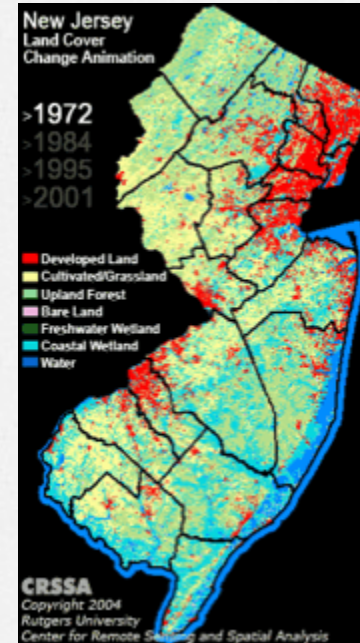 New Jersey
Land Cover
Change Animation
>1972
>1984
>1995
>2001
Developed Land
Cultivated/Grassland
Upland Forest
Bare Land
Freshwater Wetland
Coastal Wetland
Water
CRSSA
Copyright 2004
Rutgers University
Center for Remote Sensing and Spatial Analysis